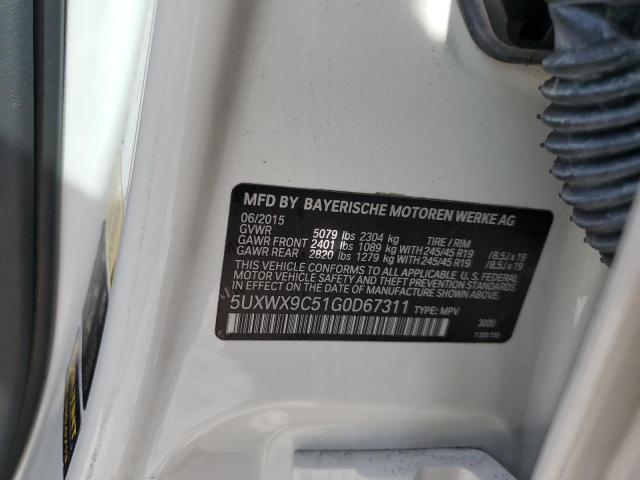 MFD BY BAYERISCHE MOTOREN WERKE AG
06/2015
GVWR 5079 lbs 2304 kg TIRE / RIM
GAWR FRONT 2401 lbs 1089 kg WITH 245/45 R19 / 8.5J x 19
GAWR REAR 2820 lbs 1279 kg WITH 245/45 R19 / 8.5J x 19
THIS VEHICLE CONFORMS TO ALL APPLICABLE U.S. FEDERAL
MOTOR VEHICLE SAFETY, BUMPER, AND THEFT PREVENTION STANDARDS
IN EFFECT ON THE DATE OF MANUFACTURE SHOWN ABOVE.
5UXWX9C51G0D67311 TYPE: MPV
300U